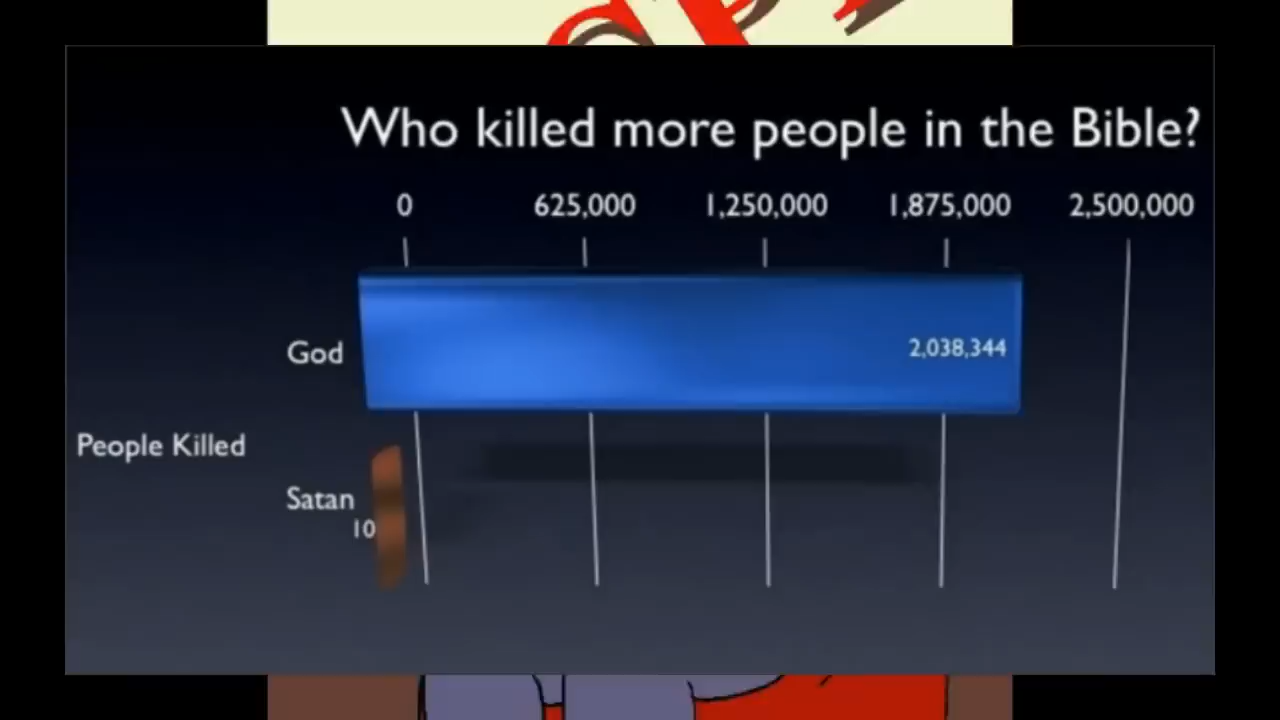 Who killed more people in the Bible?
0 625,000 1,250,000 1,875,000 2,500,000
God
2,038,344
People Killed
Satan
10